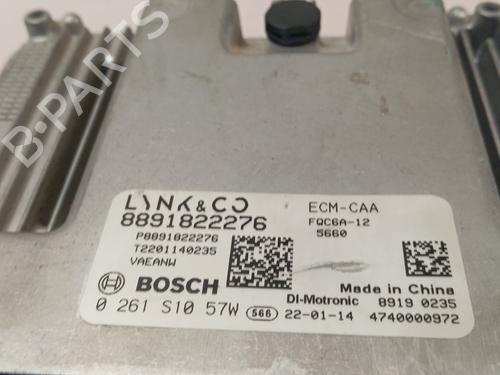 B-PARTS
LYNK & CO
8891822276
P8891822276
T2201140235
VAEANW
ECM-CAA
FQC6A-12
5660
BOSCH
0 261 S10 57W
566
Made in China
DI-Motronic
8919 0235
22-01-14
4740000972